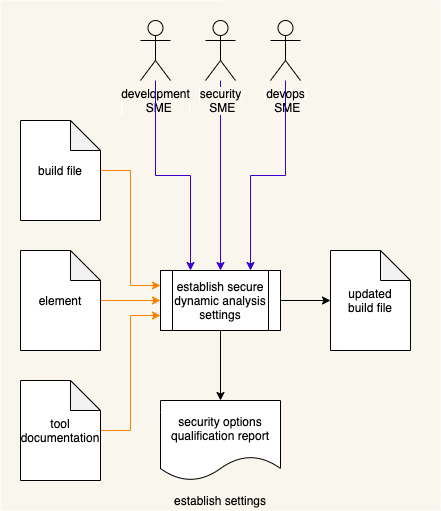 development
SME
security
SME
devops
SME
build file
element
tool
documentation
establish secure
dynamic analysis
settings
updated
build file
security options
qualification report
establish settings